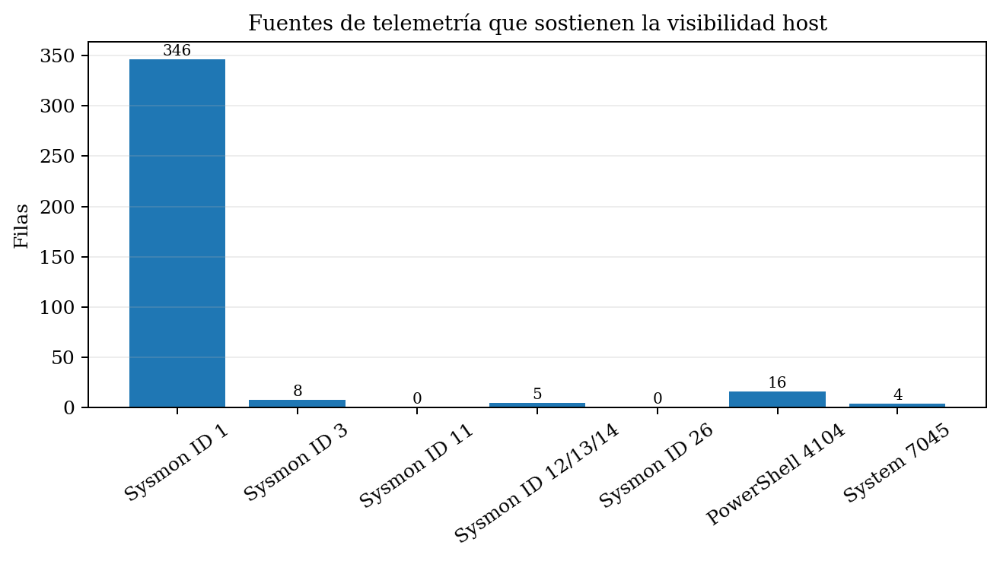 Fuentes de telemetría que sostienen la visibilidad host
Filas
350
300
250
200
150
100
50
0
346
8
0
5
0
16
4
Sysmon ID 1
Sysmon ID 3
Sysmon ID 11
Sysmon ID 12/13/14
Sysmon ID 26
PowerShell 4104
System 7045